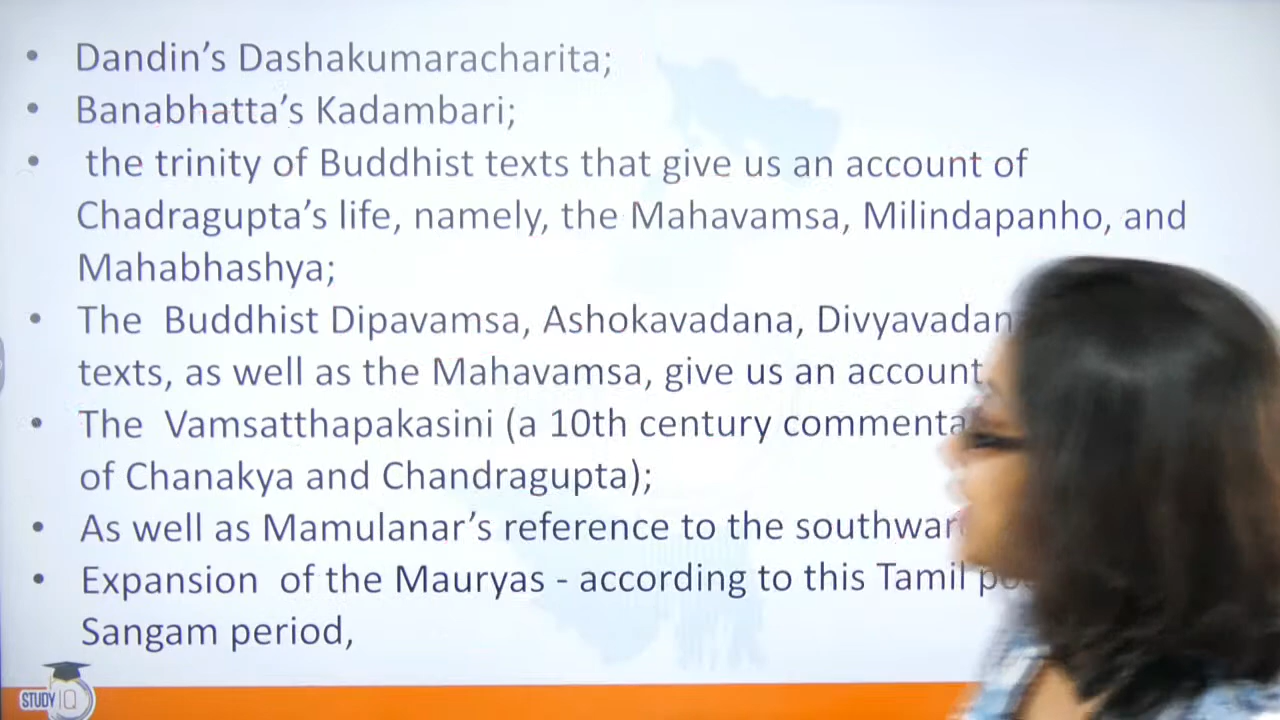 • Dandin's Dashakumaracharita;
• Banabhatta's Kadambari;
• the trinity of Buddhist texts that give us an account of
Chadragupta's life, namely, the Mahavamsa, Milindapanho, and
Mahabhashya;
• The Buddhist Dipavamsa, Ashokavadana, Divyavadan
texts, as well as the Mahavamsa, give us an account
• The Vamsatthapakasini (a 10th century commenta
of Chanakya and Chandragupta);
• As well as Mamulanar's reference to the southwar
• Expansion of the Mauryas - according to this Tamil
Sangam period,
STUDY IQ